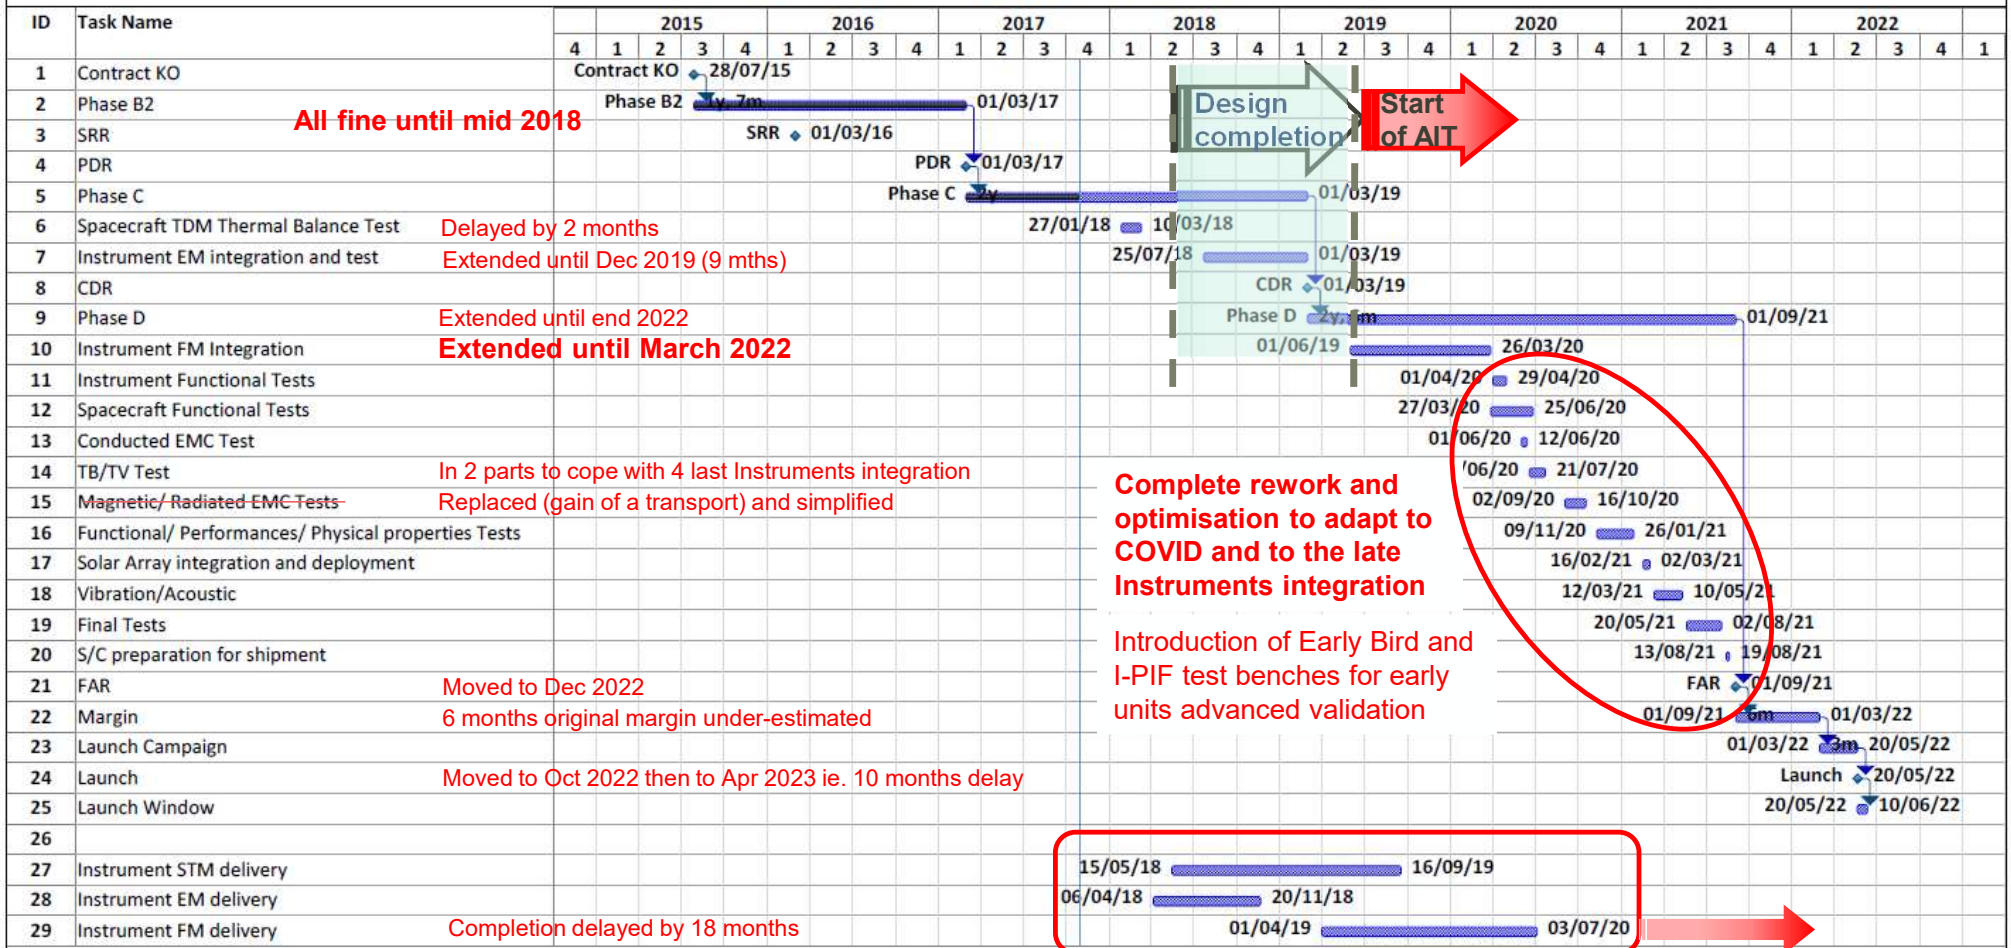 ID Task Name 2015 2016 2017 2018 2019 2020 2021 2022
4 1 2 3 4 1 2 3 4 1 2 3 4 1 2 3 4 1 2 3 4 1 2 3 4 1 2 3 4 1 2 3 4 1
1 Contract KO Contract KO 28/07/15
2 Phase B2 Phase B2 1y, 7m 01/03/17
All fine until mid 2018
3 SRR SRR 01/03/16
4 PDR PDR 01/03/17
Design
completion
Start
of AIT
5 Phase C Phase C 2y 01/03/19
6 Spacecraft TDM Thermal Balance Test Delayed by 2 months 27/01/18 10/03/18
7 Instrument EM integration and test Extended until Dec 2019 (9 mths) 25/07/18 01/03/19
8 CDR CDR 01/03/19
9 Phase D Extended until end 2022 Phase D 2y, 6m 01/09/21
10 Instrument FM Integration Extended until March 2022 01/06/19 26/03/20
11 Instrument Functional Tests 01/04/20 29/04/20
12 Spacecraft Functional Tests 27/03/20 25/06/20
13 Conducted EMC Test 01/06/20 12/06/20
14 TB/TV Test In 2 parts to cope with 4 last Instruments integration /06/20 21/07/20
15 Magnetic/ Radiated EMC Tests Replaced (gain of a transport) and simplified 02/09/20 16/10/20
16 Functional/ Performances/ Physical properties Tests 09/11/20 26/01/21
17 Solar Array integration and deployment 16/02/21 02/03/21
18 Vibration/Acoustic 12/03/21 10/05/21
19 Final Tests 20/05/21 02/08/21
20 S/C preparation for shipment 13/08/21 19/08/21
Complete rework and
optimisation to adapt to
COVID and to the late
Instruments integration
Introduction of Early Bird and
I-PIF test benches for early
units advanced validation
21 FAR Moved to Dec 2022 FAR 01/09/21
22 Margin 6 months original margin under-estimated 01/09/21 6m 01/03/22
23 Launch Campaign 01/03/22 3m 20/05/22
24 Launch Moved to Oct 2022 then to Apr 2023 ie. 10 months delay Launch 20/05/22
25 Launch Window 20/05/22 10/06/22
26
27 Instrument STM delivery 15/05/18 16/09/19
28 Instrument EM delivery 06/04/18 20/11/18
29 Instrument FM delivery Completion delayed by 18 months 01/04/19 03/07/20